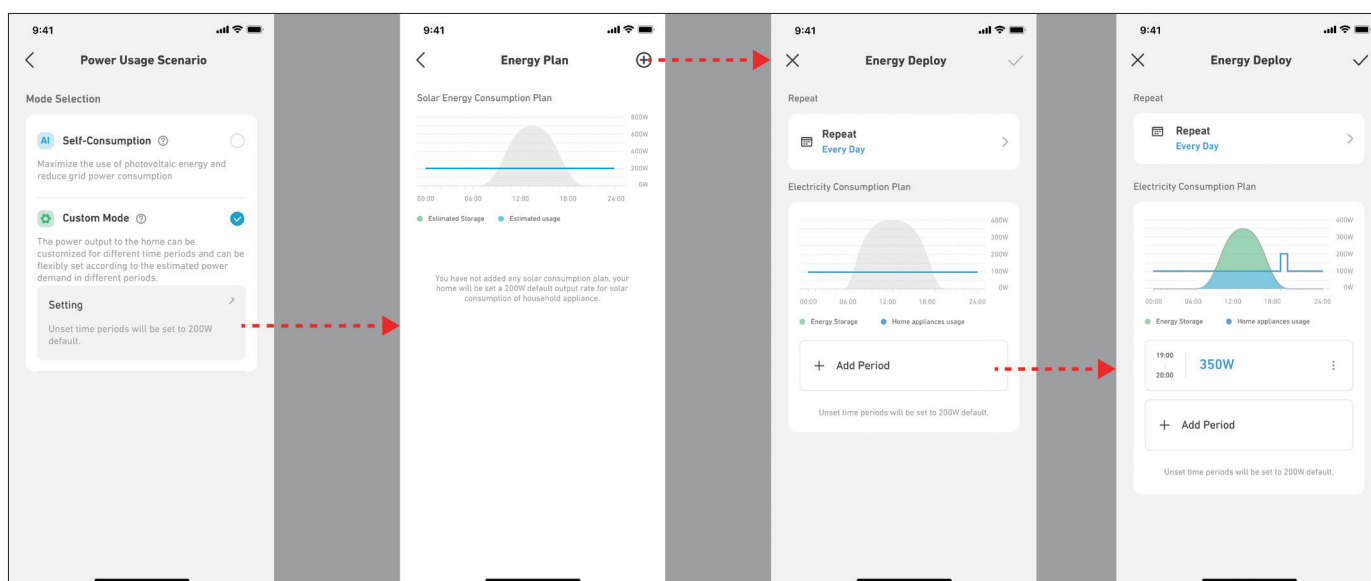 9:41
Power Usage Scenario
Mode Selection
AI Self-Consumption ?
Maximize the use of photovoltaic energy and
reduce grid power consumption
Custom Mode ?
The power output to the home can be
customized for different time periods and can be
flexibly set according to the estimated power
demand in different periods.
Setting
Unset time periods will be set to 200W
default.
9:41
Energy Plan
Solar Energy Consumption Plan
800W
600W
400W
200W
0W
00:00 06:00 12:00 18:00 24:00
Estimated Storage Estimated usage
You have not added any solar consumption plan, your
home will be set a 200W default output rate for solar
consumption of household appliance.
9:41
Energy Deploy
Repeat
Repeat
Every Day
Electricity Consumption Plan
400W
300W
200W
100W
0W
00:00 06:00 12:00 18:00 24:00
Energy Storage Home appliances usage
+ Add Period
Unset time periods will be set to 200W default.
9:41
Energy Deploy
Repeat
Repeat
Every Day
Electricity Consumption Plan
400W
300W
200W
100W
0W
00:00 06:00 12:00 18:00 24:00
Energy Storage Home appliances usage
19:00
20:00
350W
+ Add Period
Unset time periods will be set to 200W default.